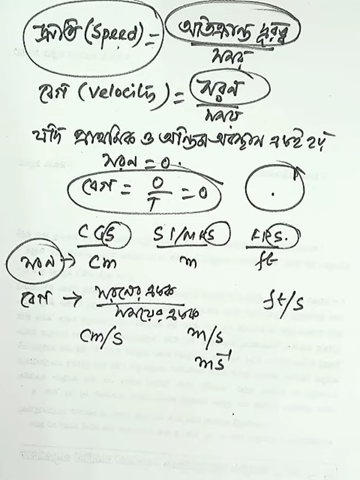 দ্রুতি (Speed) = অতিক্রান্ত দূরত্ব
সময়
বেগ (Velocity) = সরণ
সময়
যদি প্রাথমিক ও অন্তিম অবস্থান একই হয়
সরণ = 0.
বেগ = 0/T = 0
CGS SI/MKS F.P.S.
সরণ → cm m ft
বেগ → সরণের একক ft/s
সময়ের একক
cm/s m/s
ms⁻¹